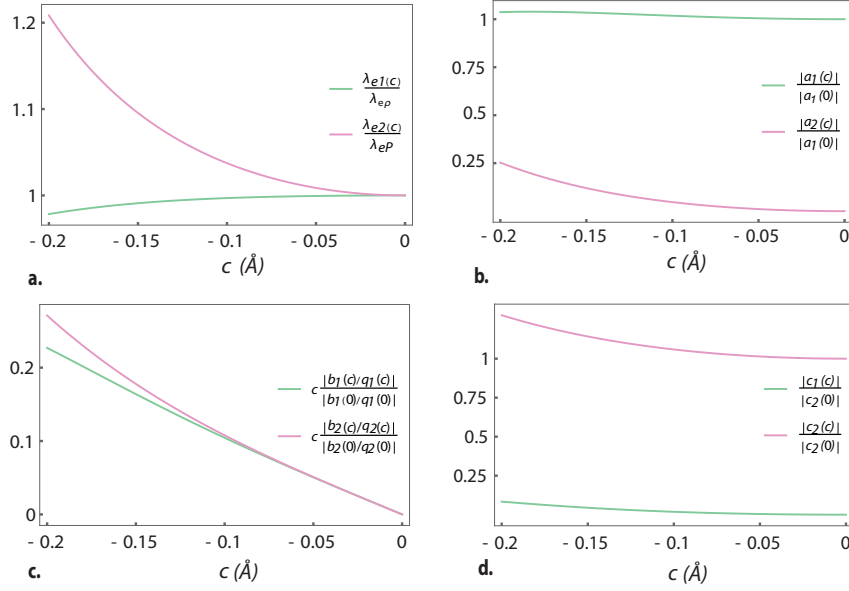 1.2
1.1
1
- 0.2
- 0.15
- 0.1
- 0.05
0
c (Å)
a.
λe1(c)
λeρ
λe2(c)
λeP
1
0.75
0.5
0.25
- 0.2
- 0.15
- 0.1
- 0.05
0
c (Å)
b.
|a1(c)|
|a1(0)|
|a2(c)|
|a1(0)|
0.2
0.1
0
- 0.2
- 0.15
- 0.1
- 0.05
0
c (Å)
c.
c |b1(c)/q1(c)|
|b1(0)/q1(0)|
c |b2(c)/q2(c)|
|b2(0)/q2(0)|
1
0.75
0.5
0.25
- 0.2
- 0.15
- 0.1
- 0.05
0
c (Å)
d.
|c1(c)|
|c2(0)|
|c2(c)|
|c2(0)|